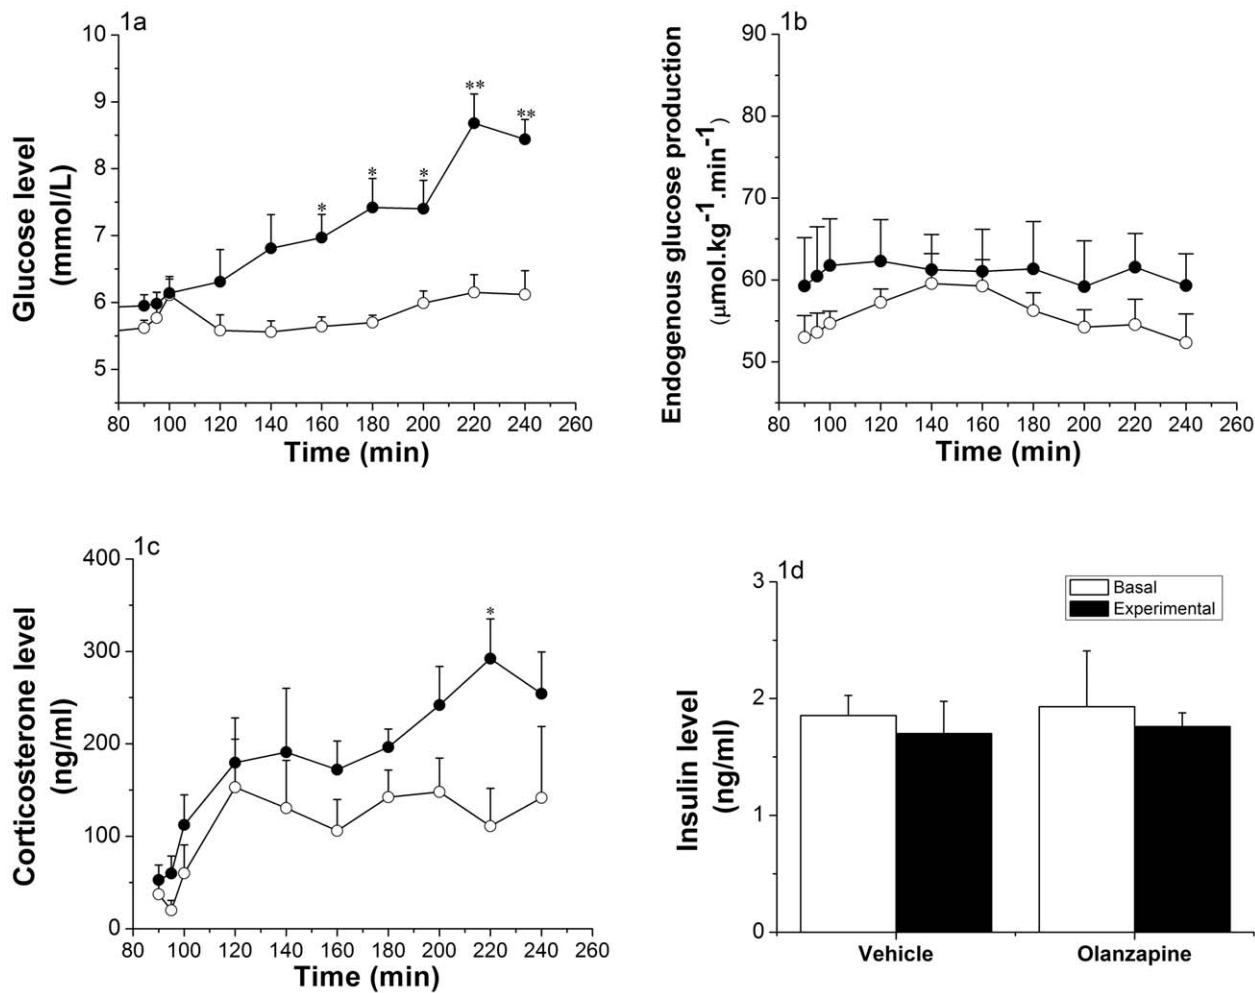 1a
10
9
8
7
6
5
Glucose level
(mmol/L)
**
**
*
*
*
80 100 120 140 160 180 200 220 240 260
Time (min)
1b
90
80
70
60
50
Endogenous glucose production
(μmol.kg⁻¹.min⁻¹)
80 100 120 140 160 180 200 220 240 260
Time (min)
1c
400
300
200
100
0
Corticosterone level
(ng/ml)
*
80 100 120 140 160 180 200 220 240 260
Time (min)
1d
3
2
1
0
Insulin level
(ng/ml)
Basal
Experimental
Vehicle Olanzapine